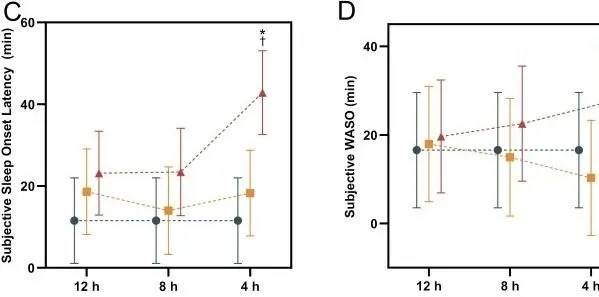 C
60
40
20
0
Subjective Sleep Onset Latency (min)
*
†
12 h
8 h
4 h
D
40
20
0
Subjective WASO (min)
12 h
8 h
4 h